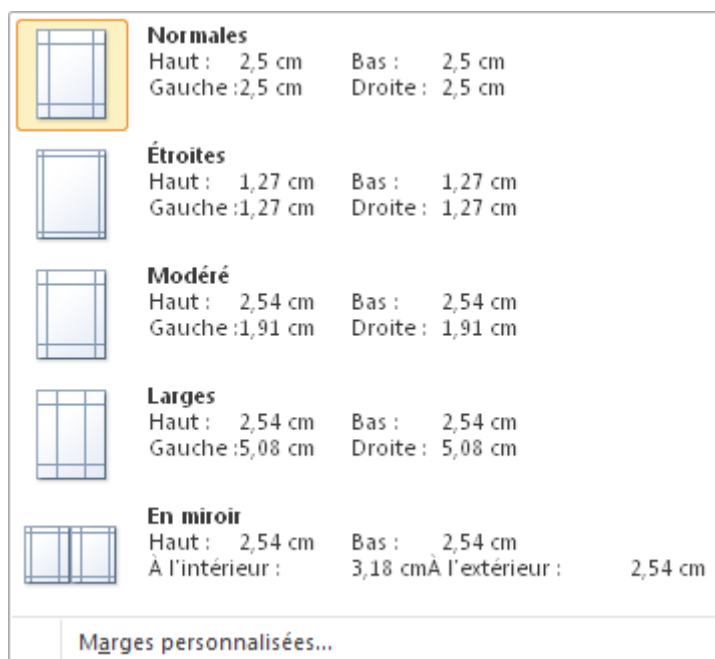 Normales
Haut : 2,5 cm Bas : 2,5 cm
Gauche :2,5 cm Droite : 2,5 cm
Étroites
Haut : 1,27 cm Bas : 1,27 cm
Gauche :1,27 cm Droite : 1,27 cm
Modéré
Haut : 2,54 cm Bas : 2,54 cm
Gauche :1,91 cm Droite : 1,91 cm
Larges
Haut : 2,54 cm Bas : 2,54 cm
Gauche :5,08 cm Droite : 5,08 cm
En miroir
Haut : 2,54 cm Bas : 2,54 cm
À l'intérieur : 3,18 cmÀ l'extérieur : 2,54 cm
Marges personnalisées...